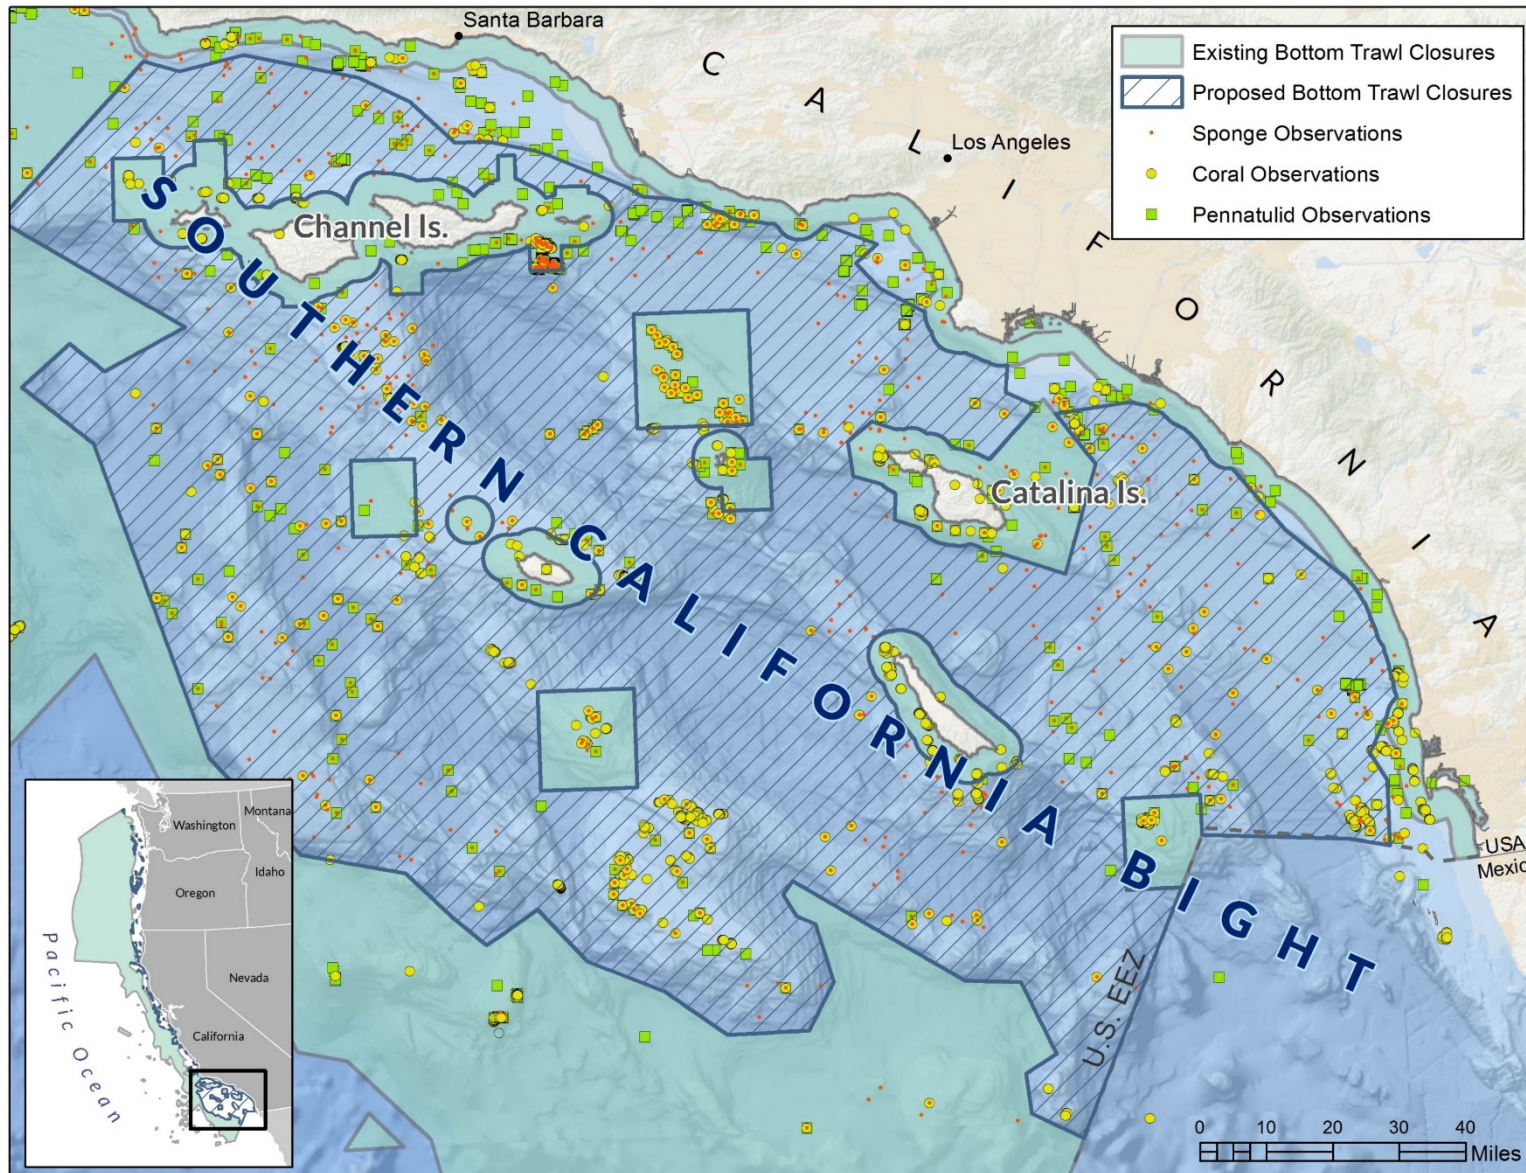 Santa Barbara
Los Angeles
CALIFORNIA
Existing Bottom Trawl Closures
Proposed Bottom Trawl Closures
Sponge Observations
Coral Observations
Pennatulid Observations
Channel Is.
Catalina Is.
SOUTHERN CALIFORNIA BIGHT
USA
Mexico
U.S. EEZ
Washington
Montana
Oregon
Idaho
Nevada
California
Pacific Ocean
0 10 20 30 40
Miles